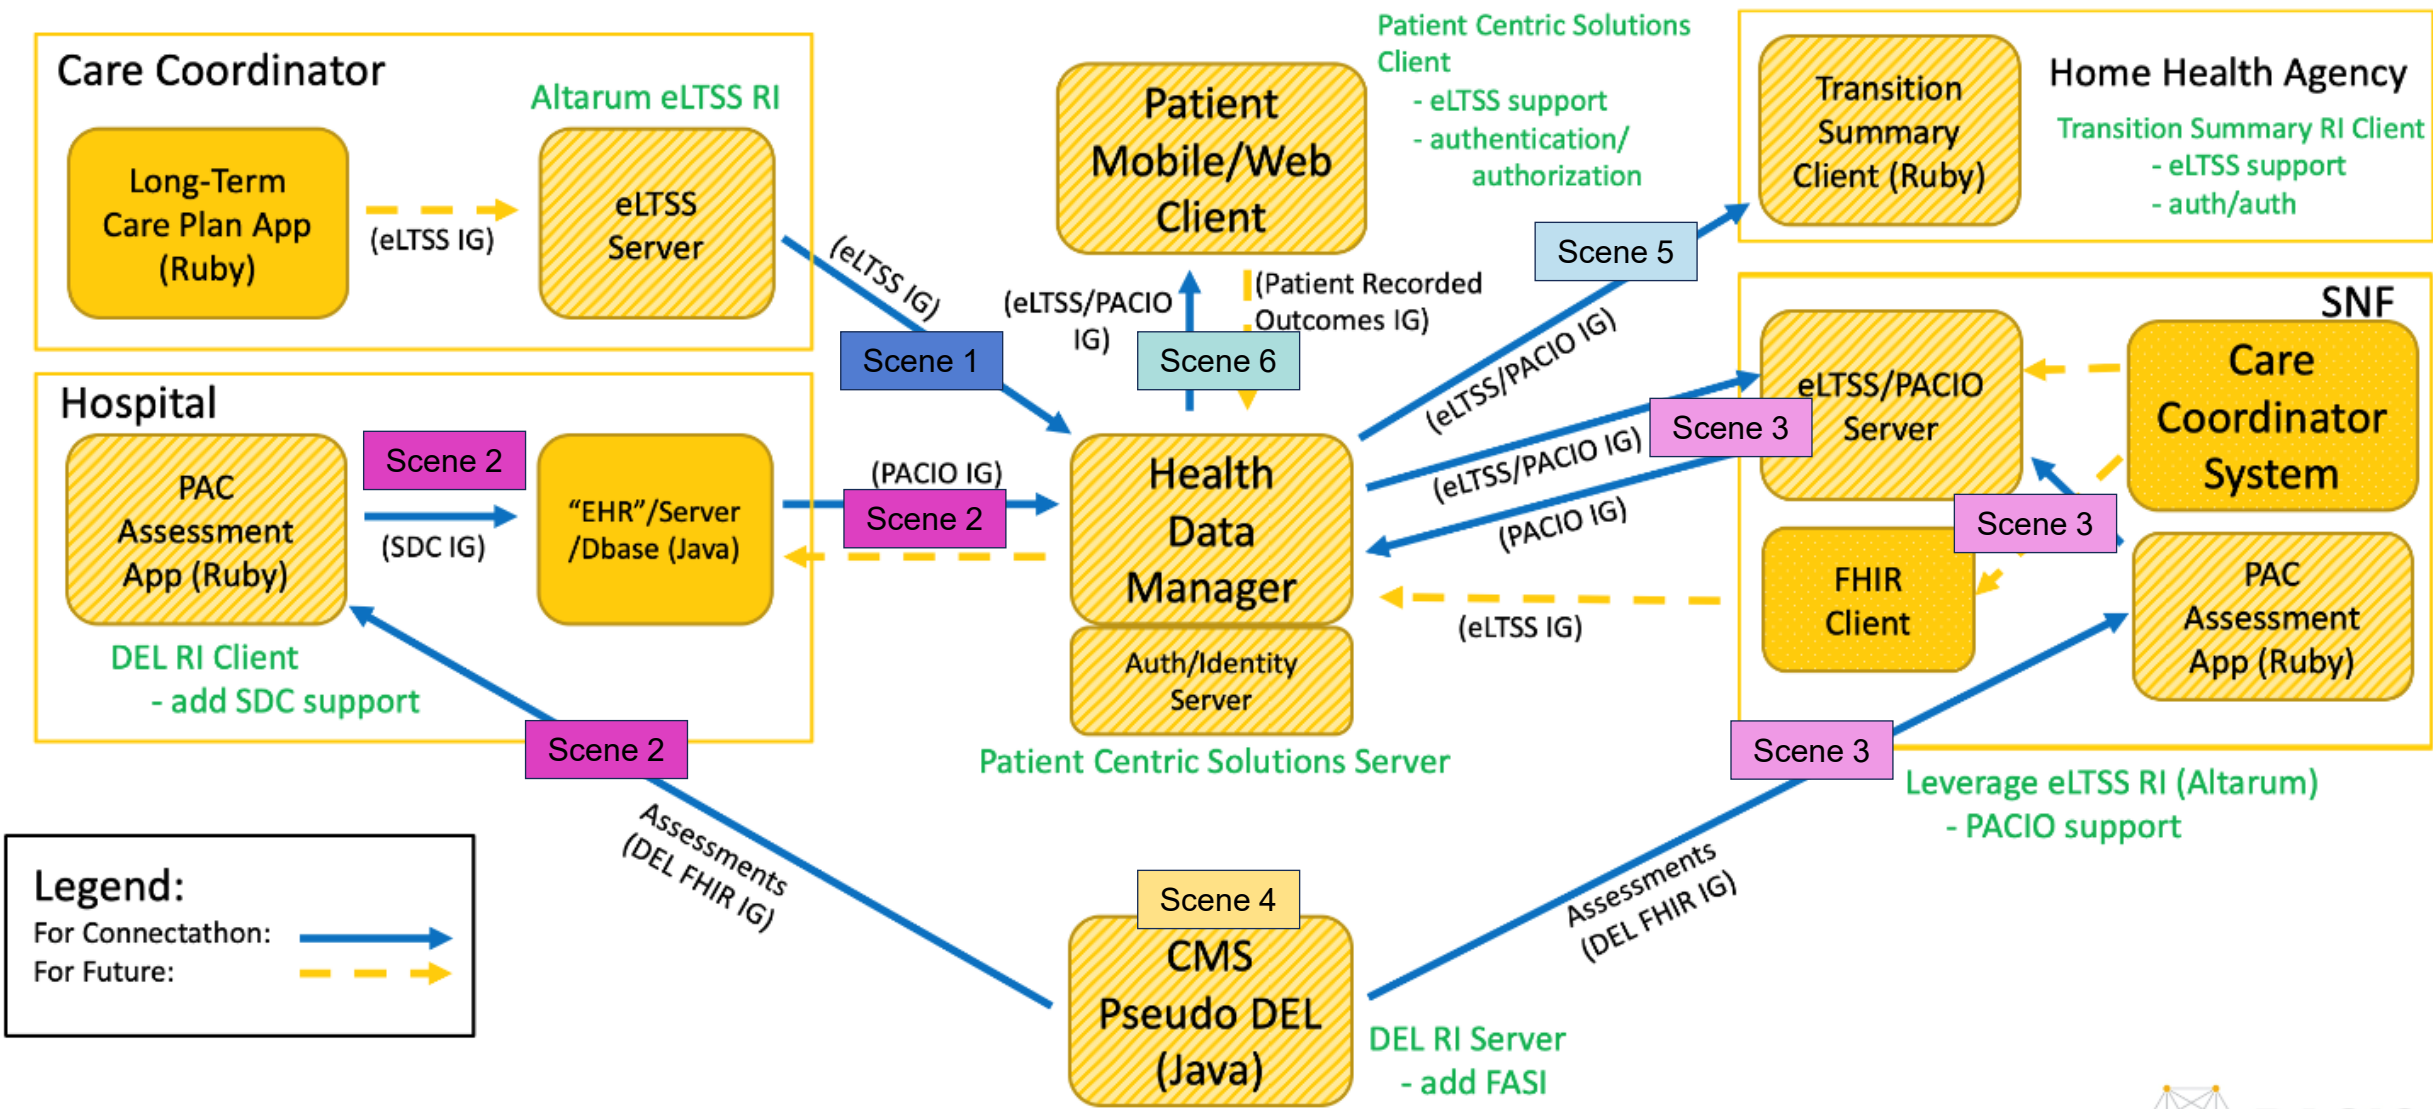 Care Coordinator
Altarum eLTSS RI
Long-Term
Care Plan App
(Ruby)
(eLTSS IG)
eLTSS
Server
(eLTSS IG)
Scene 1
Patient
Mobile/Web
Client
Patient Centric Solutions
Client
- eLTSS support
- authentication/
authorization
(eLTSS/PACIO
IG)
(Patient Recorded
Outcomes IG)
Scene 6
Transition
Summary
Client (Ruby)
Home Health Agency
Transition Summary RI Client
- eLTSS support
- auth/auth
Scene 5
(eLTSS/PACIO IG)
Hospital
PAC
Assessment
App (Ruby)
Scene 2
(SDC IG)
“EHR”/Server
/Dbase (Java)
(PACIO IG)
Scene 2
DEL RI Client
- add SDC support
Scene 2
Assessments
(DEL FHIR IG)
Health
Data
Manager
Auth/Identity
Server
Patient Centric Solutions Server
SNF
eLTSS/PACIO
Server
Care
Coordinator
System
Scene 3
(eLTSS/PACIO IG)
(PACIO IG)
Scene 3
(eLTSS IG)
FHIR
Client
PAC
Assessment
App (Ruby)
Scene 3
Leverage eLTSS RI (Altarum)
- PACIO support
Assessments
(DEL FHIR IG)
Scene 4
CMS
Pseudo DEL
(Java)
DEL RI Server
- add FASI
Legend:
For Connectathon:
For Future: